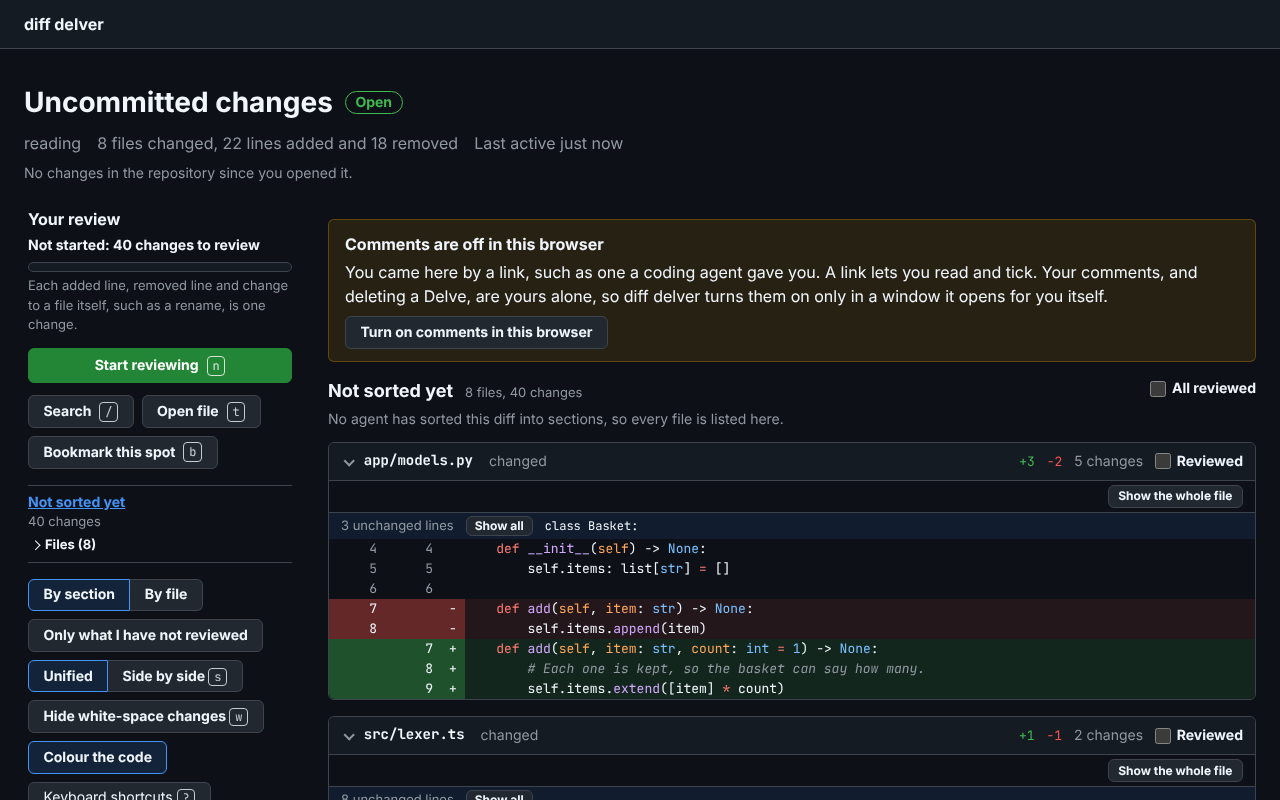 diff delver
Uncommitted changes Open
reading 8 files changed, 22 lines added and 18 removed Last active just now
No changes in the repository since you opened it.
Your review
Not started: 40 changes to review
Each added line, removed line and change
to a file itself, such as a rename, is one
change.
Start reviewing n
Search / Open file t
Bookmark this spot b
Not sorted yet
40 changes
Files (8)
By section By file
Only what I have not reviewed
Unified Side by side s
Hide white-space changes w
Colour the code
Keyboard shortcuts ?
Comments are off in this browser
You came here by a link, such as one a coding agent gave you. A link lets you read and tick. Your comments, and
deleting a Delve, are yours alone, so diff delver turns them on only in a window it opens for you itself.
Turn on comments in this browser
Not sorted yet 8 files, 40 changes All reviewed
No agent has sorted this diff into sections, so every file is listed here.
app/models.py changed +3 -2 5 changes Reviewed
Show the whole file
3 unchanged lines Show all class Basket:
4 4 def __init__(self) -> None:
5 5 self.items: list[str] = []
6 6
7 - def add(self, item: str) -> None:
8 - self.items.append(item)
7 + def add(self, item: str, count: int = 1) -> None:
8 + # Each one is kept, so the basket can say how many.
9 + self.items.extend([item] * count)
src/lexer.ts changed +1 -1 2 changes Reviewed
Show the whole file
8 unchanged lines Show all